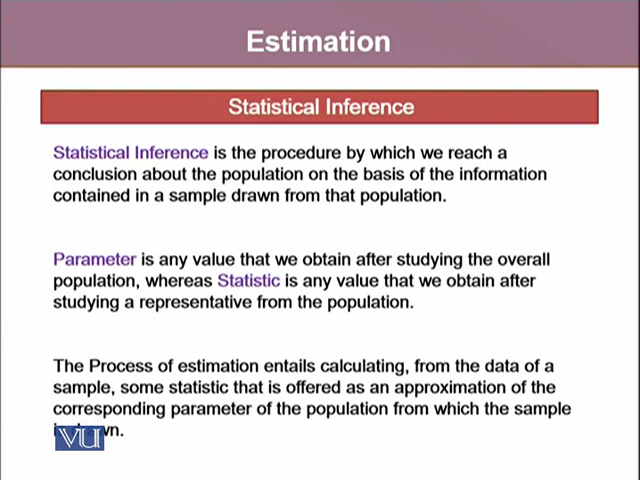 Estimation
Statistical Inference
Statistical Inference is the procedure by which we reach a
conclusion about the population on the basis of the information
contained in a sample drawn from that population.
Parameter is any value that we obtain after studying the overall
population, whereas Statistic is any value that we obtain after
studying a representative from the population.
The Process of estimation entails calculating, from the data of a
sample, some statistic that is offered as an approximation of the
corresponding parameter of the population from which the sample
VU